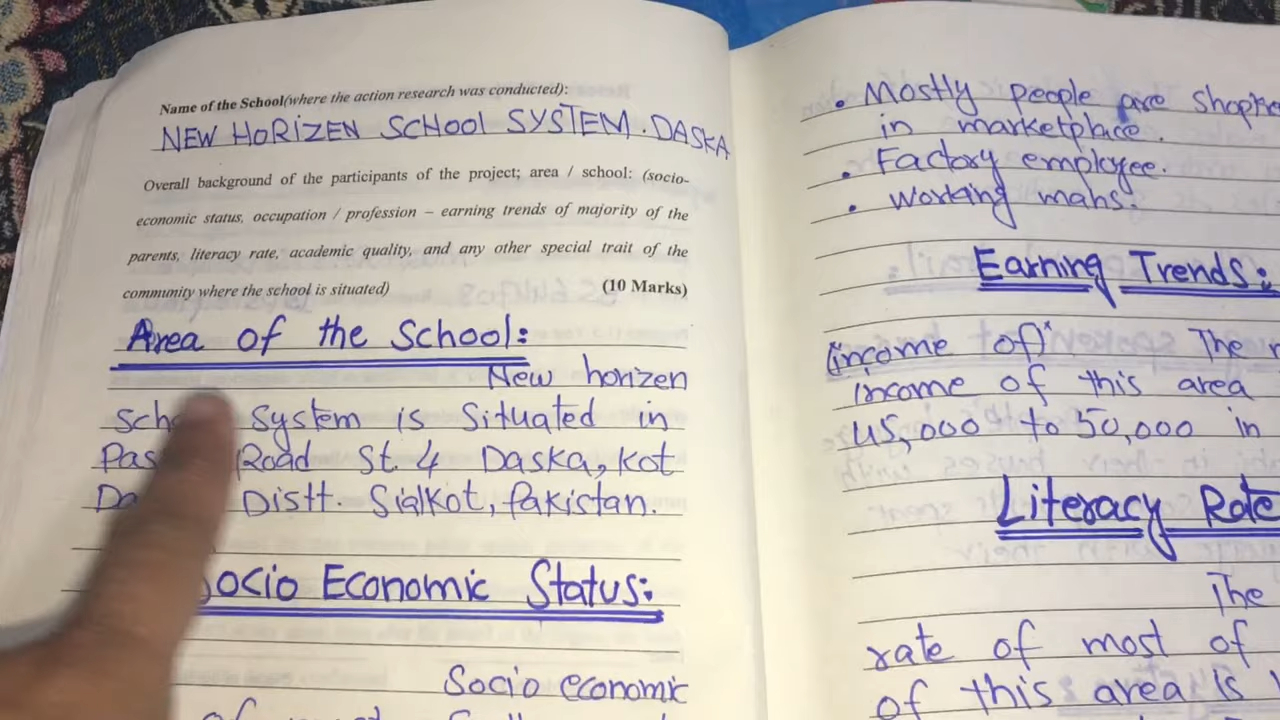 Name of the School(where the action research was conducted):
NEW HORIZEN SCHOOL SYSTEM. DASKA
Overall background of the participants of the project; area / school: (socio-
economic status, occupation / profession – earning trends of majority of the
parents, literacy rate, academic quality, and any other special trait of the
community where the school is situated) (10 Marks)
Area of the School:
New horizen
System is Situated in
Road St. 4 Daska, Kot
Distt. Sialkot, Pakistan.
Socio Economic Status:
Socio economic
• Mostly people are
in marketplace.
• Factory employee.
• Working mahs.
Earning Trends:
(income of) The
income of this area
45,000 to 50,000 in
Literacy Rate
The
rate of most of
of this area is